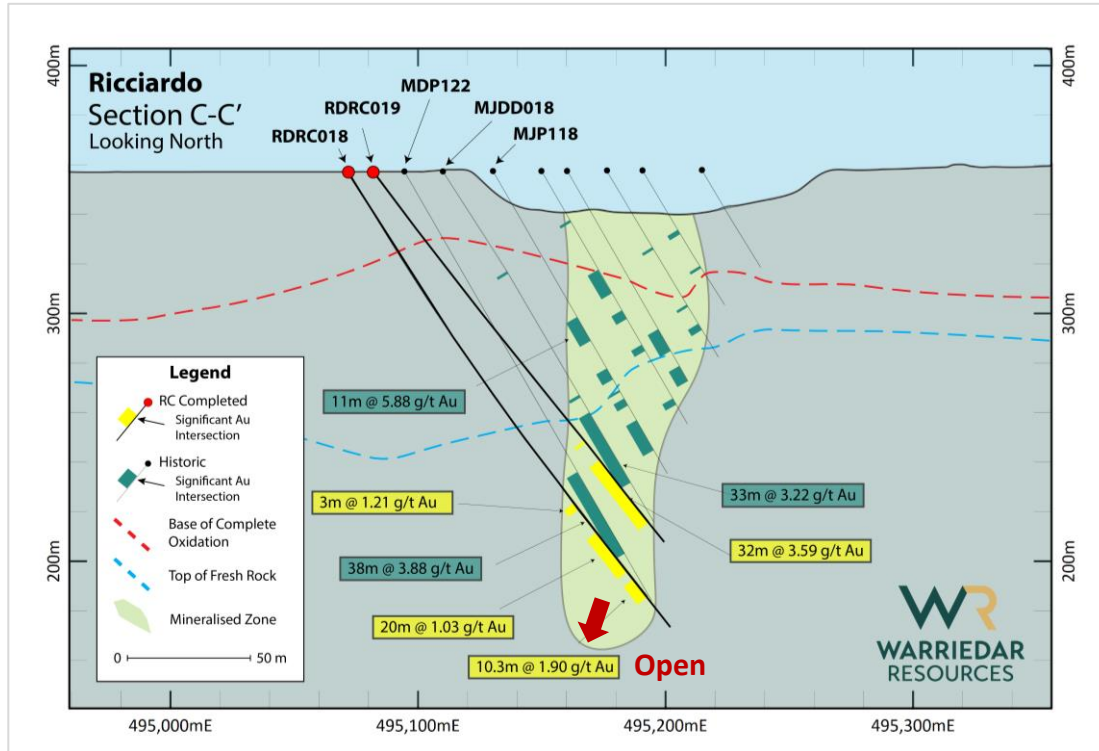 400m
400m
Ricciardo
Section C-C'
Looking North
MDP122
RDRC019
MJDD018
RDRC018
MJP118
300m
300m
Legend
RC Completed
Significant Au
Intersection
Historic
Significant Au
Intersection
Base of Complete
Oxidation
Top of Fresh Rock
Mineralised Zone
0
50 m
11m @ 5.88 g/t Au
3m @ 1.21 g/t Au
33m @ 3.22 g/t Au
32m @ 3.59 g/t Au
38m @ 3.88 g/t Au
20m @ 1.03 g/t Au
10.3m @ 1.90 g/t Au
Open
200m
200m
WR
WARRIEDAR
RESOURCES
495,000mE
495,100mE
495,200mE
495,300mE